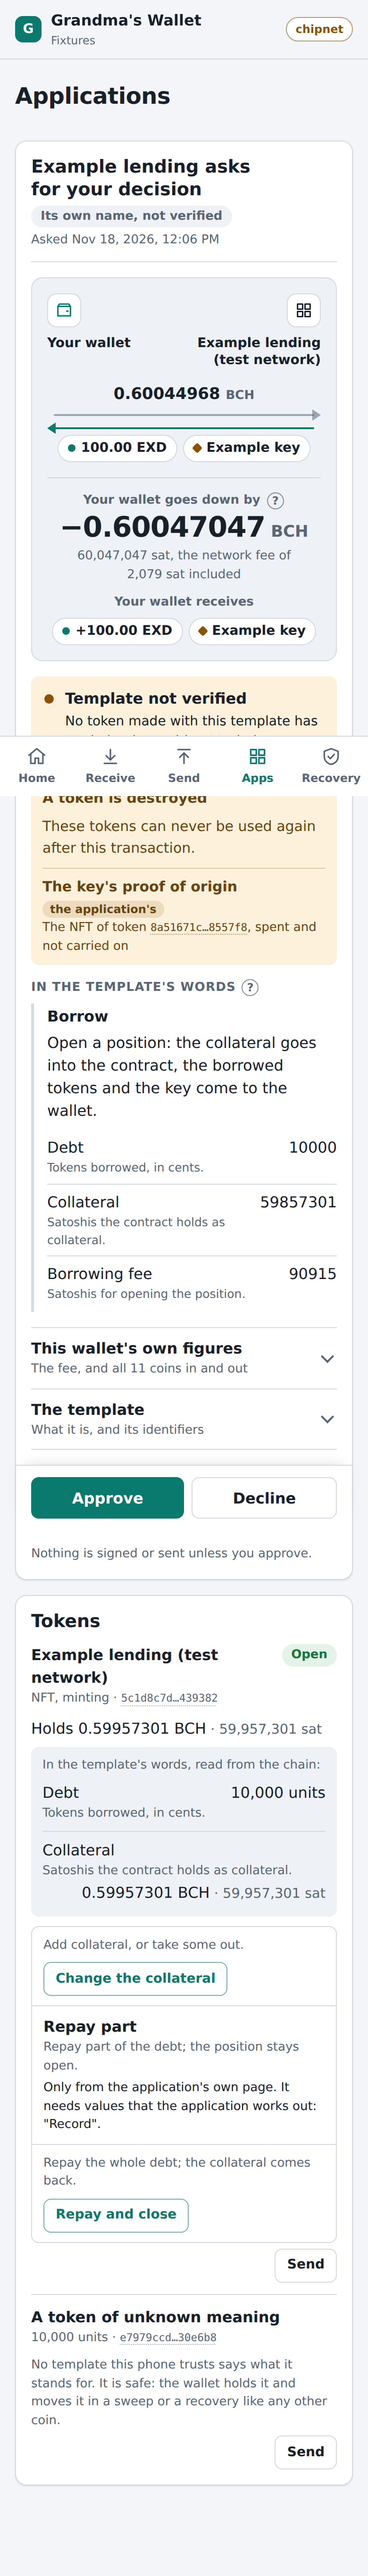 G
Grandma's Wallet
Fixtures
chipnet
Applications
Example lending asks
for your decision
Its own name, not verified
Asked Nov 18, 2026, 12:06 PM
Your wallet
Example lending
(test network)
0.60044968 BCH
100.00 EXD
Example key
Your wallet goes down by ?
−0.60047047 BCH
60,047,047 sat, the network fee of
2,079 sat included
Your wallet receives
+100.00 EXD
Example key
Template not verified
No token made with this template has
Home
Receive
Send
Apps
Recovery
A token is destroyed
These tokens can never be used again
after this transaction.
The key's proof of origin
the application's
The NFT of token 8a51671c…8557f8, spent and
not carried on
IN THE TEMPLATE'S WORDS ?
Borrow
Open a position: the collateral goes
into the contract, the borrowed
tokens and the key come to the
wallet.
Debt 10000
Tokens borrowed, in cents.
Collateral 59857301
Satoshis the contract holds as
collateral.
Borrowing fee 90915
Satoshis for opening the position.
This wallet's own figures
The fee, and all 11 coins in and out
The template
What it is, and its identifiers
Approve
Decline
Nothing is signed or sent unless you approve.
Tokens
Example lending (test
network)
Open
NFT, minting · 5c1d8c7d…439382
Holds 0.59957301 BCH · 59,957,301 sat
In the template's words, read from the chain:
Debt 10,000 units
Tokens borrowed, in cents.
Collateral
Satoshis the contract holds as collateral.
0.59957301 BCH · 59,957,301 sat
Add collateral, or take some out.
Change the collateral
Repay part
Repay part of the debt; the position stays
open.
Only from the application's own page. It
needs values that the application works out:
"Record".
Repay the whole debt; the collateral comes
back.
Repay and close
Send
A token of unknown meaning
10,000 units · e7979ccd…30e6b8
No template this phone trusts says what it
stands for. It is safe: the wallet holds it and
moves it in a sweep or a recovery like any other
coin.
Send